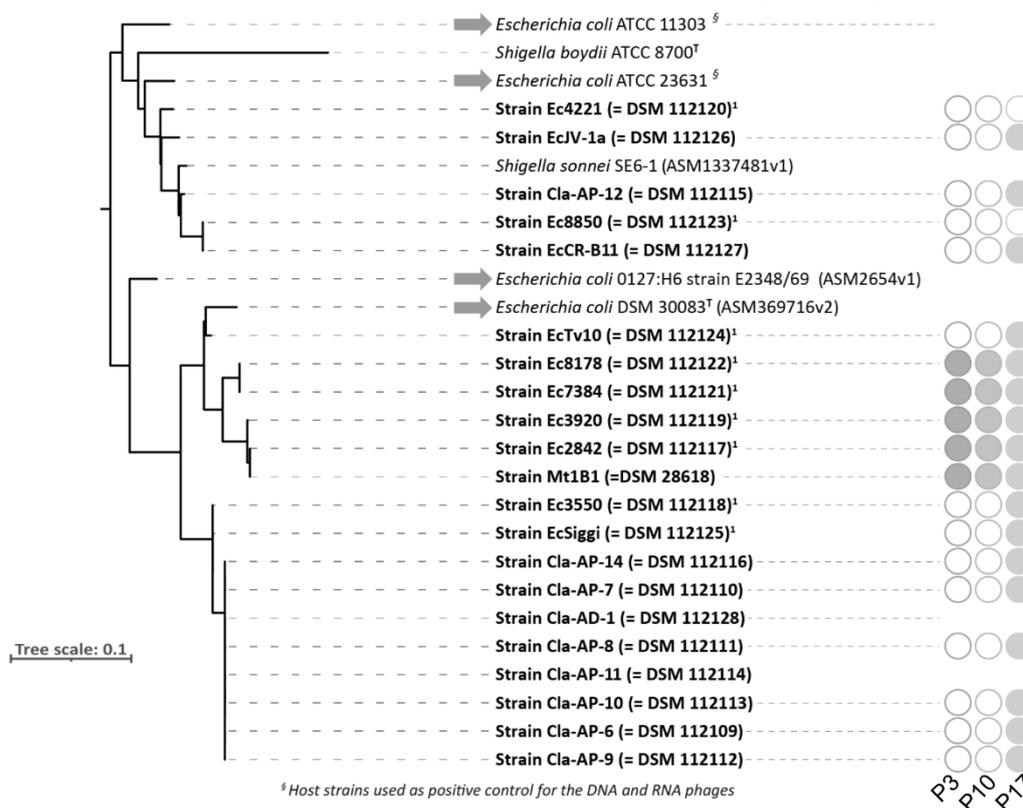 Escherichia coli ATCC 11303 §
Shigella boydii ATCC 8700ᵀ
Escherichia coli ATCC 23631 §
Strain Ec4221 (= DSM 112120)¹
Strain EcJV-1a (= DSM 112126)
Shigella sonnei SE6-1 (ASM1337481v1)
Strain Cla-AP-12 (= DSM 112115)
Strain Ec8850 (= DSM 112123)¹
Strain EcCR-B11 (= DSM 112127)
Escherichia coli 0127:H6 strain E2348/69 (ASM2654v1)
Escherichia coli DSM 30083ᵀ (ASM369716v2)
Strain EcTv10 (= DSM 112124)¹
Strain Ec8178 (= DSM 112122)¹
Strain Ec7384 (= DSM 112121)¹
Strain Ec3920 (= DSM 112119)¹
Strain Ec2842 (= DSM 112117)¹
Strain Mt1B1 (=DSM 28618)
Strain Ec3550 (= DSM 112118)¹
Strain EcSiggi (= DSM 112125)¹
Strain Cla-AP-14 (= DSM 112116)
Strain Cla-AP-7 (= DSM 112110)
Strain Cla-AD-1 (= DSM 112128)
Strain Cla-AP-8 (= DSM 112111)
Tree scale: 0.1
Strain Cla-AP-11 (= DSM 112114)
Strain Cla-AP-10 (= DSM 112113)
Strain Cla-AP-6 (= DSM 112109)
Strain Cla-AP-9 (= DSM 112112)
P3
P10
P17
§ Host strains used as positive control for the DNA and RNA phages